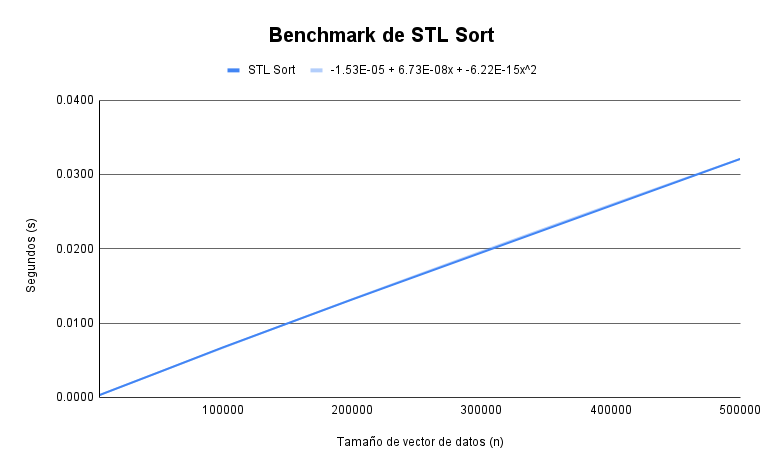 Benchmark de STL Sort
STL Sort -1.53E-05 + 6.73E-08x + -6.22E-15x^2
0.0400
0.0300
0.0200
0.0100
0.0000
Segundos (s)
100000 200000 300000 400000 500000
Tamaño de vector de datos (n)